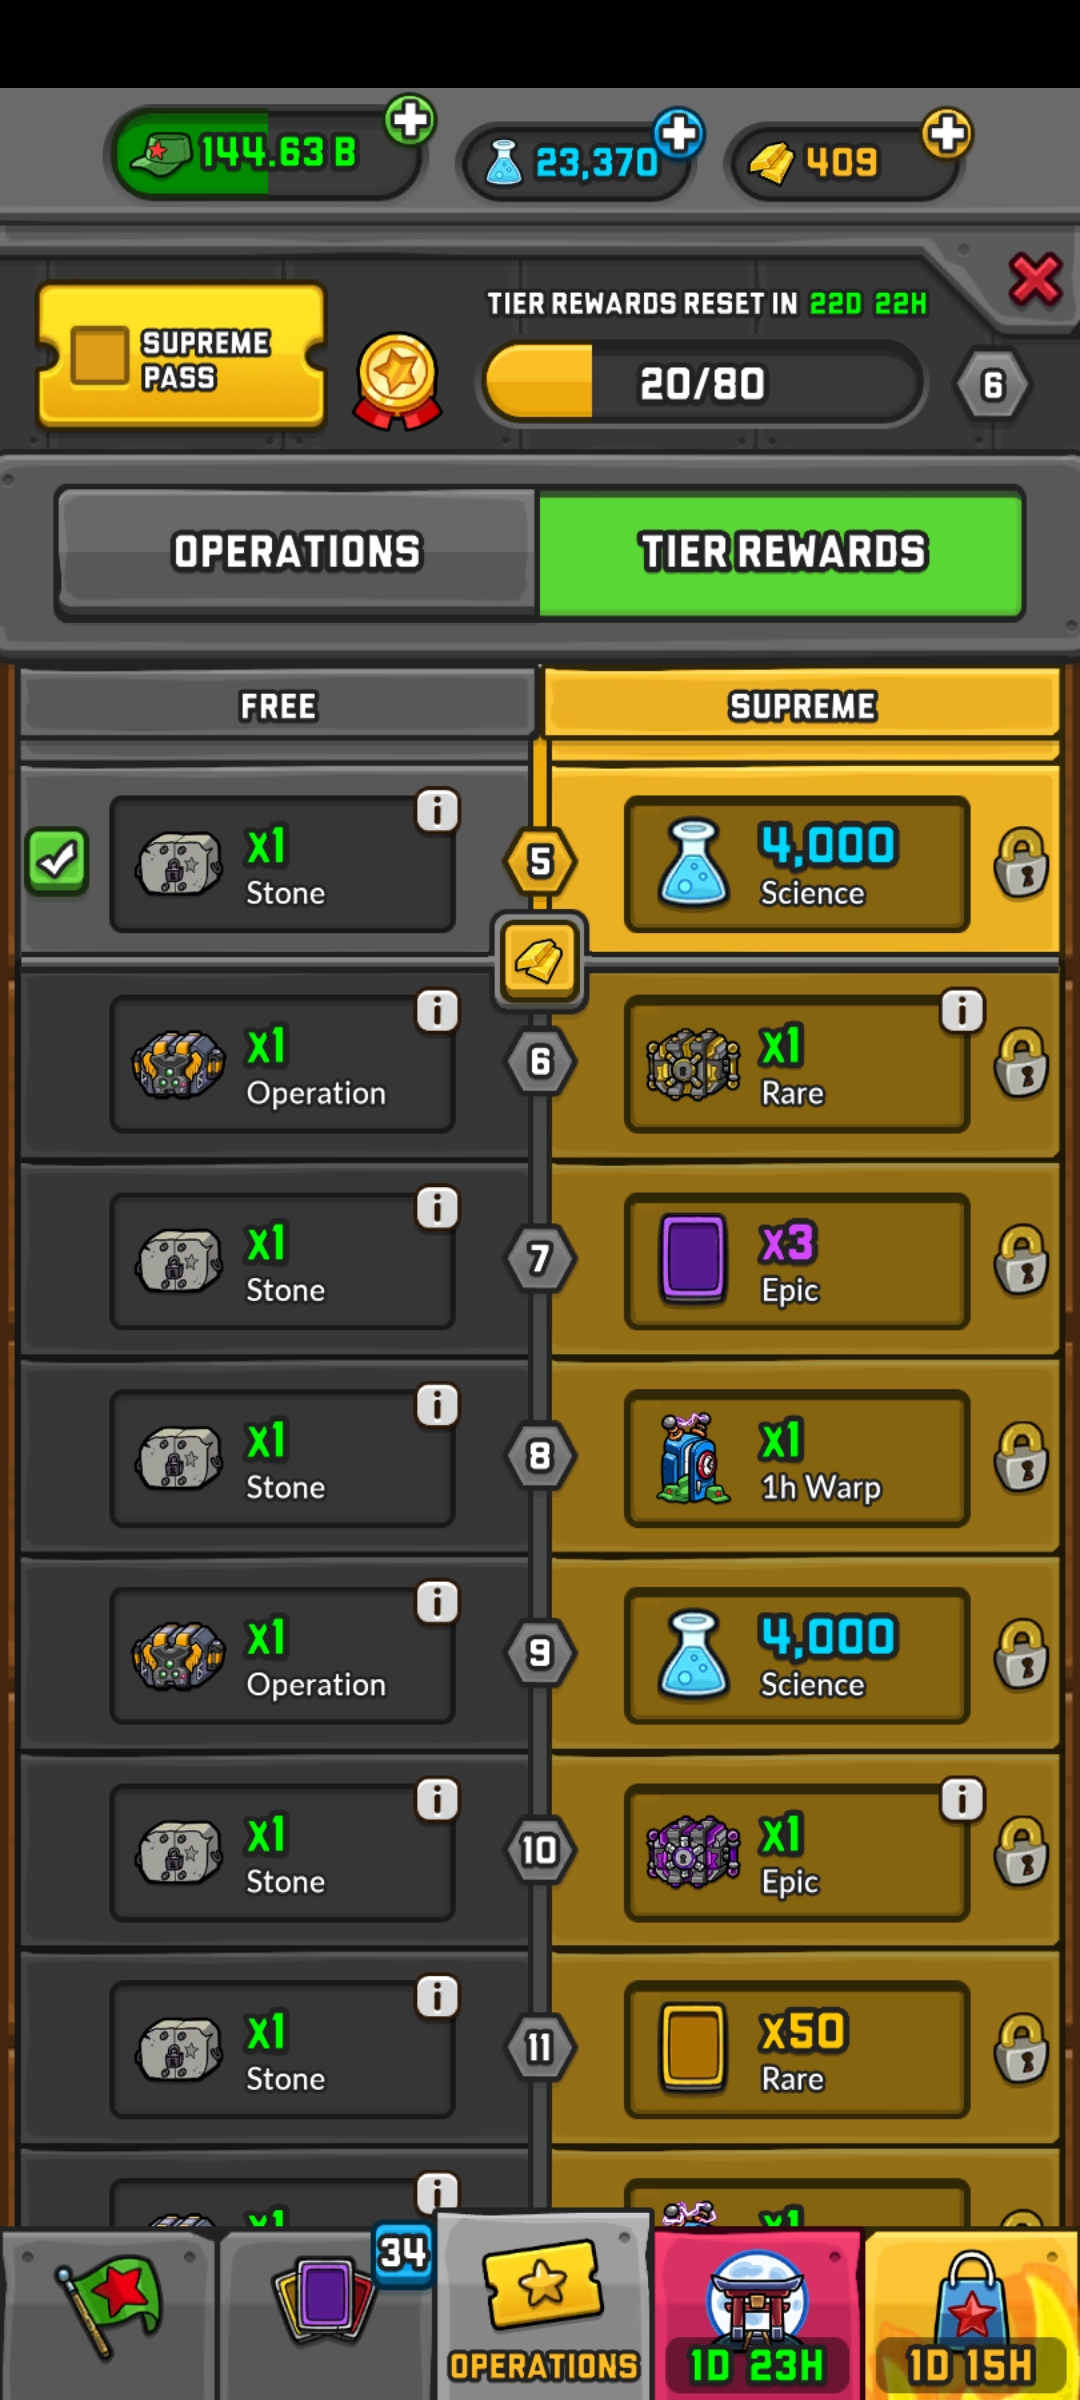 144.63 B
23,370
409
TIER REWARDS RESET IN 22D 22H
SUPREME
PASS
20/80
6
OPERATIONS
TIER REWARDS
FREE
SUPREME
x1
Stone
5
4,000
Science
x1
Operation
6
x1
Rare
x1
Stone
7
x3
Epic
x1
Stone
8
x1
1h Warp
x1
Operation
9
4,000
Science
x1
Stone
10
x1
Epic
x1
Stone
11
x50
Rare
x1
x1
34
OPERATIONS
1D 23H
1D 15H